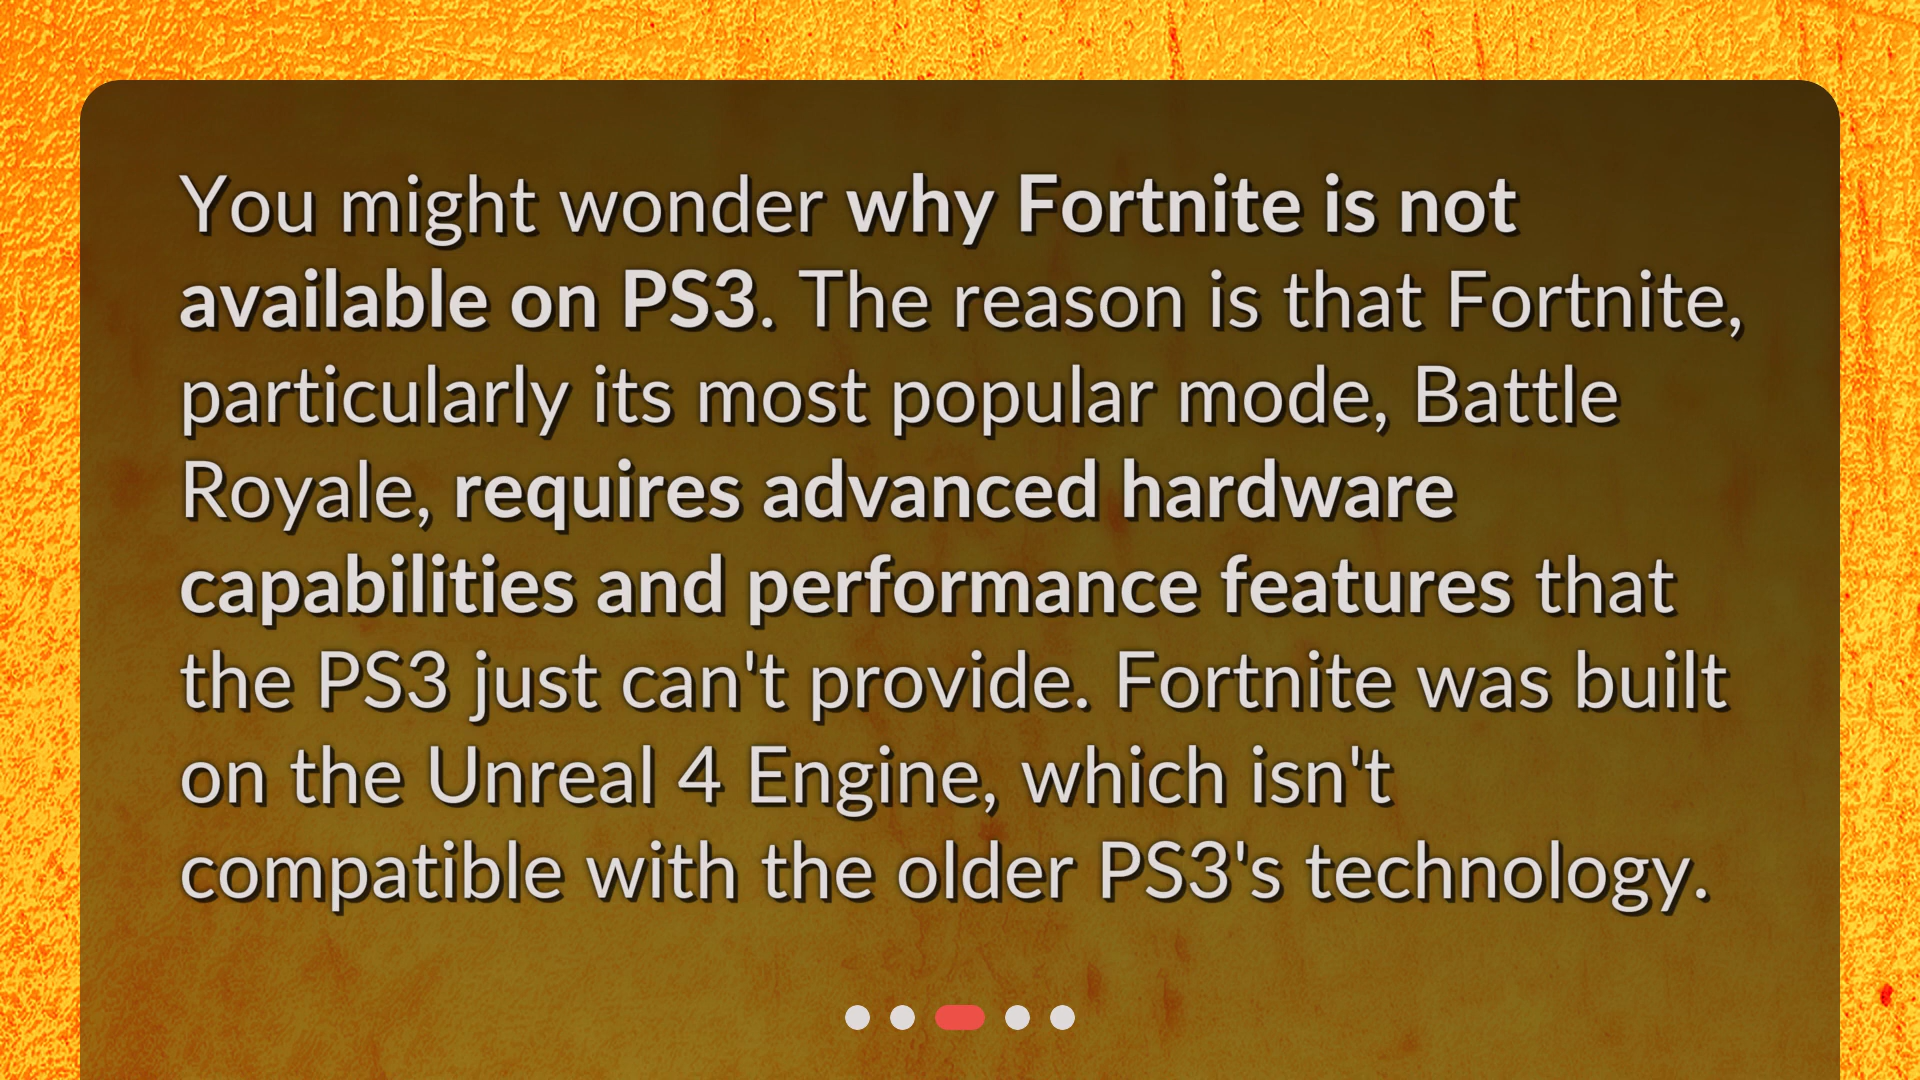 You might wonder why Fortnite is not
available on PS3. The reason is that Fortnite,
particularly its most popular mode, Battle
Royale, requires advanced hardware
capabilities and performance features that
the PS3 just can't provide. Fortnite was built
on the Unreal 4 Engine, which isn't
compatible with the older PS3's technology.